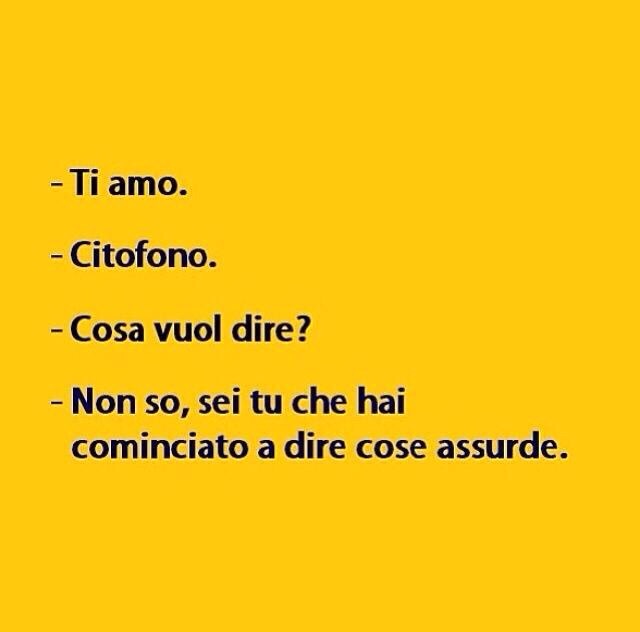 - Ti amo.
- Citofono.
- Cosa vuol dire?
- Non so, sei tu che hai
cominciato a dire cose assurde.